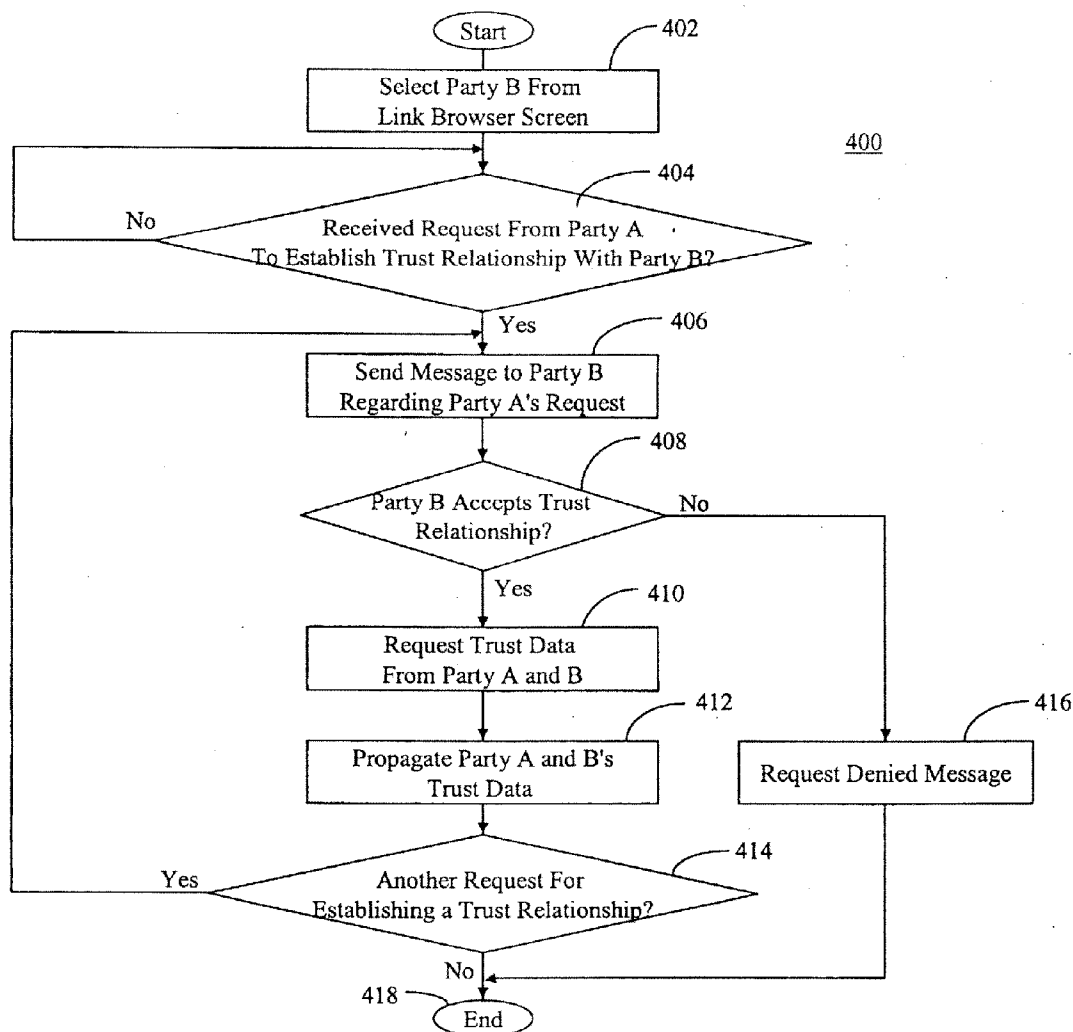 Start
402
Select Party B From
Link Browser Screen
400
404
No
Received Request From Party A
To Establish Trust Relationship With Party B?
Yes
406
Send Message to Party B
Regarding Party A's Request
408
Party B Accepts Trust
Relationship?
No
Yes
410
Request Trust Data
From Party A and B
412
416
Propagate Party A and B's
Trust Data
Request Denied Message
414
Yes
Another Request For
Establishing a Trust Relationship?
No
418
End